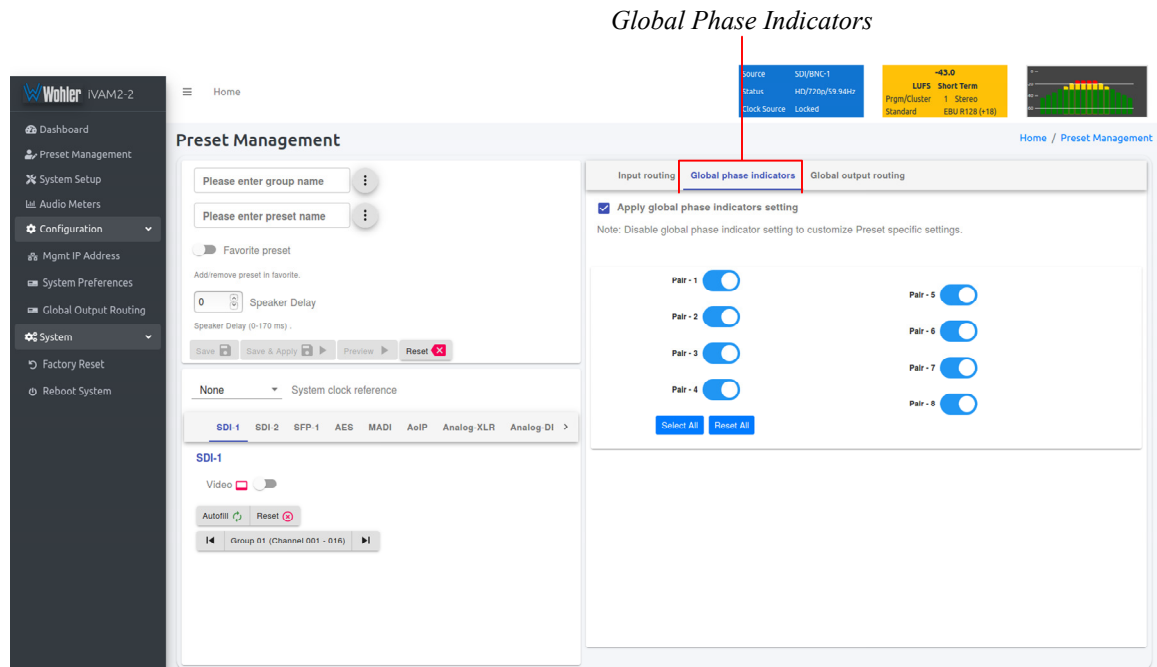 Global Phase Indicators
Wohler iVAM2-2
Home
Source SDI/BNC-1
Status HD/720p/59.94Hz
Clock Source Locked
-43.0
LUFS Short Term
Prgm/Cluster 1 Stereo
Standard EBU R128 (+18)
Dashboard
Preset Management
System Setup
Audio Meters
Configuration
Mgmt IP Address
System Preferences
Global Output Routing
System
Factory Reset
Reboot System
Preset Management
Home / Preset Management
Please enter group name
Please enter preset name
Favorite preset
Add/remove preset in favorite.
0 Speaker Delay
Speaker Delay (0-170 ms) .
Save Save & Apply Preview Reset
None System clock reference
SDI-1 SDI-2 SFP-1 AES MADI AoIP Analog-XLR Analog-DI
SDI-1
Video
Autofill Reset
Group 01 (Channel 001 - 016)
Input routing Global phase indicators Global output routing
Apply global phase indicators setting
Note: Disable global phase indicator setting to customize Preset specific settings.
Pair - 1
Pair - 2
Pair - 3
Pair - 4
Pair - 5
Pair - 6
Pair - 7
Pair - 8
Select All Reset All